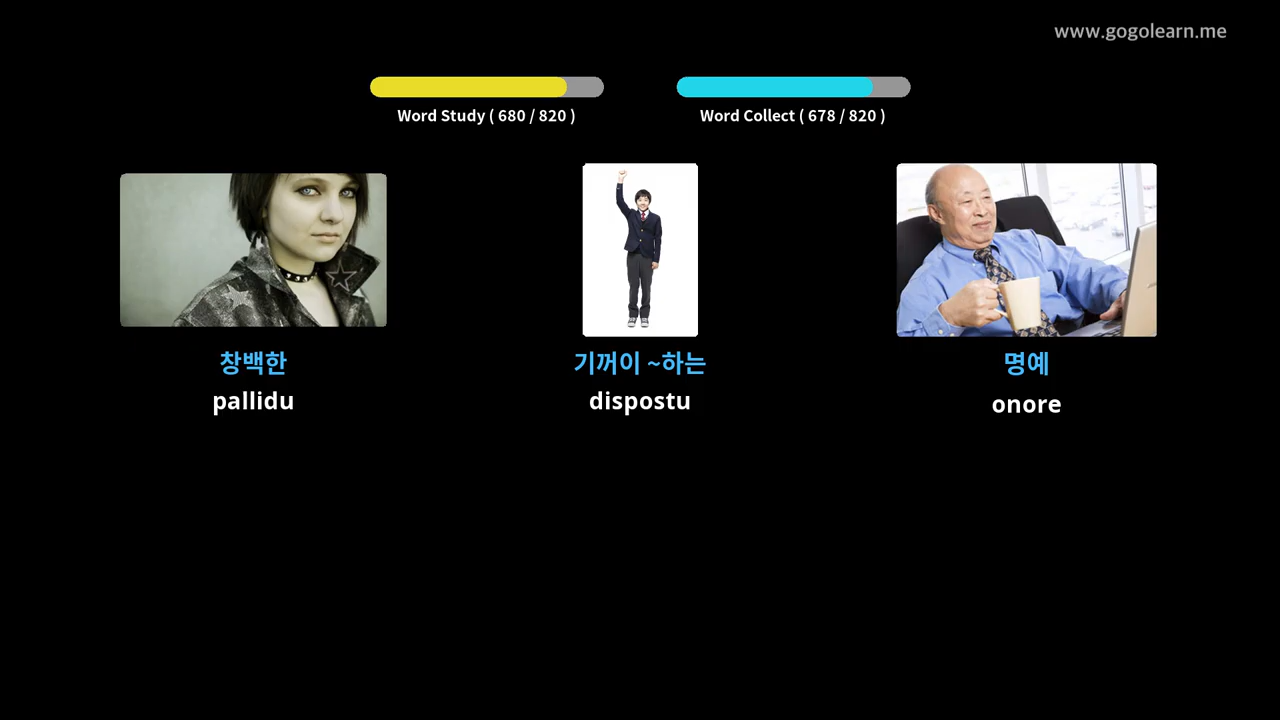 www.gogolearn.me
Word Study ( 680 / 820 )
Word Collect ( 678 / 820 )
창백한
pallidu
기꺼이 ~하는
dispostu
명예
onore